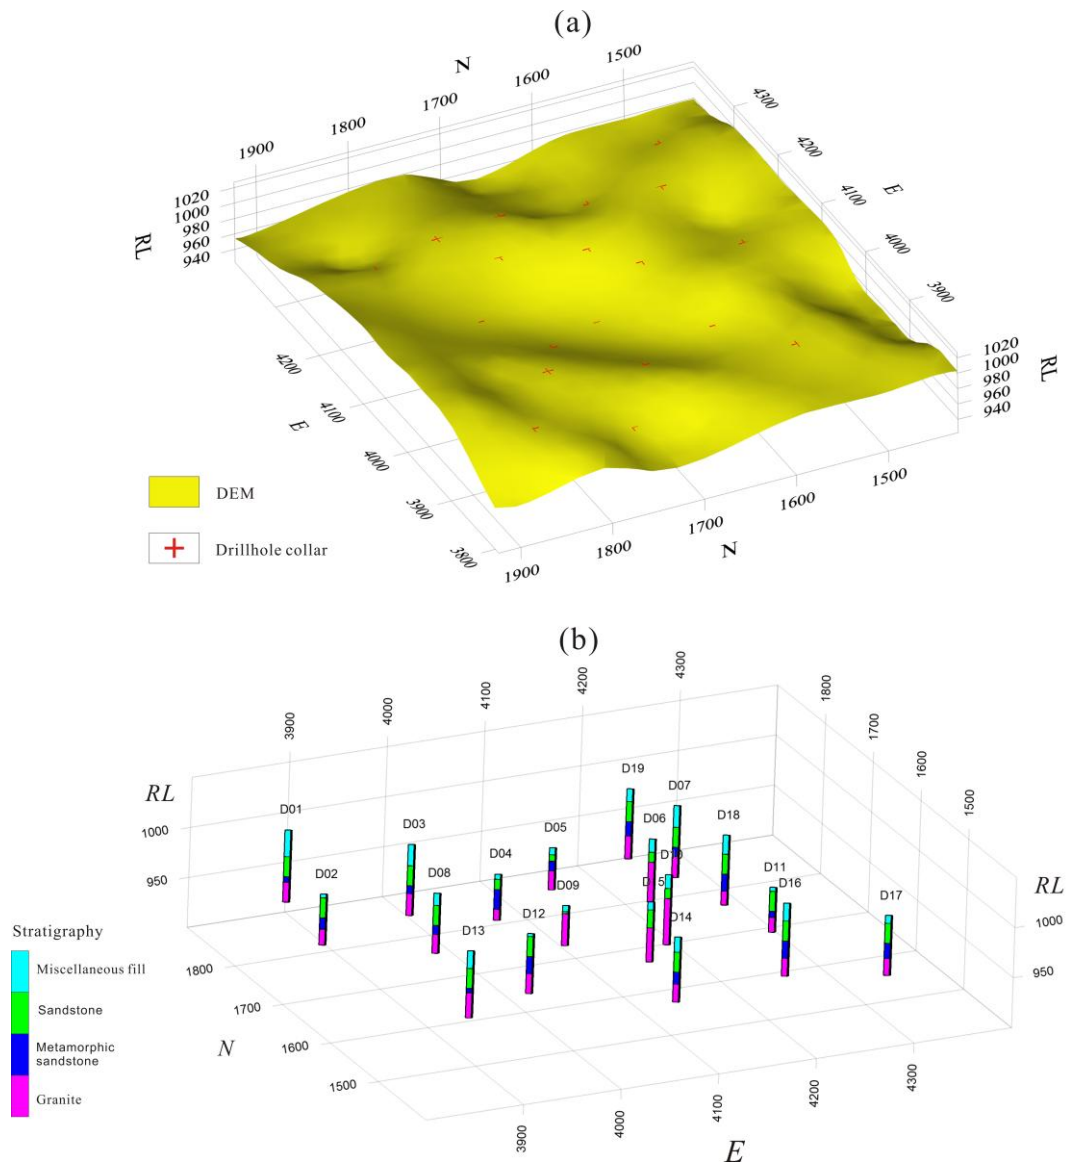 (a)
N
1500
1600
1700
1800
1900
4300
4200
4100
4000
3900
E
1020
1000
980
960
940
RL
4200
4100
4000
3900
3800
E
1020
1000
980
960
940
RL
1500
1600
1700
1800
1900
N
DEM
Drillhole collar
(b)
3900
4000
4100
4200
4300
1800
1700
1600
1500
RL
1000
950
D19
D07
D01
D03
D06
D18
D05
D02
D04
D08
D09
D11
D16
D17
D12
D14
D13
RL
1000
950
Stratigraphy
Miscellaneous fill
Sandstone
Metamorphic
sandstone
Granite
1800
1700
1600
1500
N
3900
4000
4100
4200
4300
E